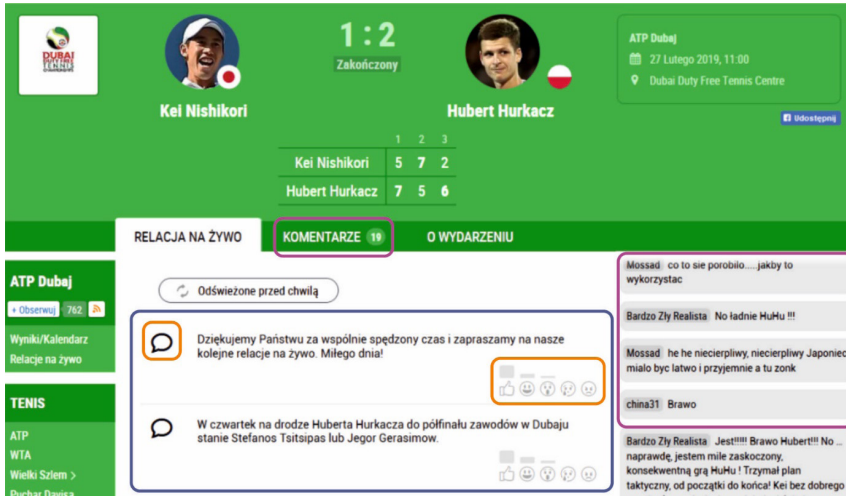 DUBAI
DUTY FREE
TENNIS
CHAMPIONSHIPS
1 : 2
Zakończony
Kei Nishikori
Hubert Hurkacz
ATP Dubaj
27 Lutego 2019, 11:00
Dubai Duty Free Tennis Centre
Udostępnij
1 2 3
Kei Nishikori 5 7 2
Hubert Hurkacz 7 5 6
RELACJA NA ŻYWO KOMENTARZE 19 O WYDARZENIU
ATP Dubaj
+ Obserwuj 762
Wyniki/Kalendarz
Relacje na żywo
TENIS
ATP
WTA
Wielki Szlem >
Puchar Davisa
Odświeżone przed chwilą
Dziękujemy Państwu za wspólnie spędzony czas i zapraszamy na nasze
kolejne relacje na żywo. Miłego dnia!
W czwartek na drodze Huberta Hurkacza do półfinału zawodów w Dubaju
stanie Stefanos Tsitsipas lub Jegor Gerasimow.
Mossad co to sie porobilo.....jakby to
wykorzystac
Bardzo Zły Realista No ładnie HuHu !!!
Mossad he he niecierpliwy, niecierpliwy Japoniec
mialo byc latwo i przyjemnie a tu zonk
china31 Brawo
Bardzo Zły Realista Jest!!!!! Brawo Hubert!!! No ...
naprawdę, jestem mile zaskoczony,
konsekwentną grą HuHu ! Trzymał plan
taktyczny, od początki do końca! Kei bez dobrego